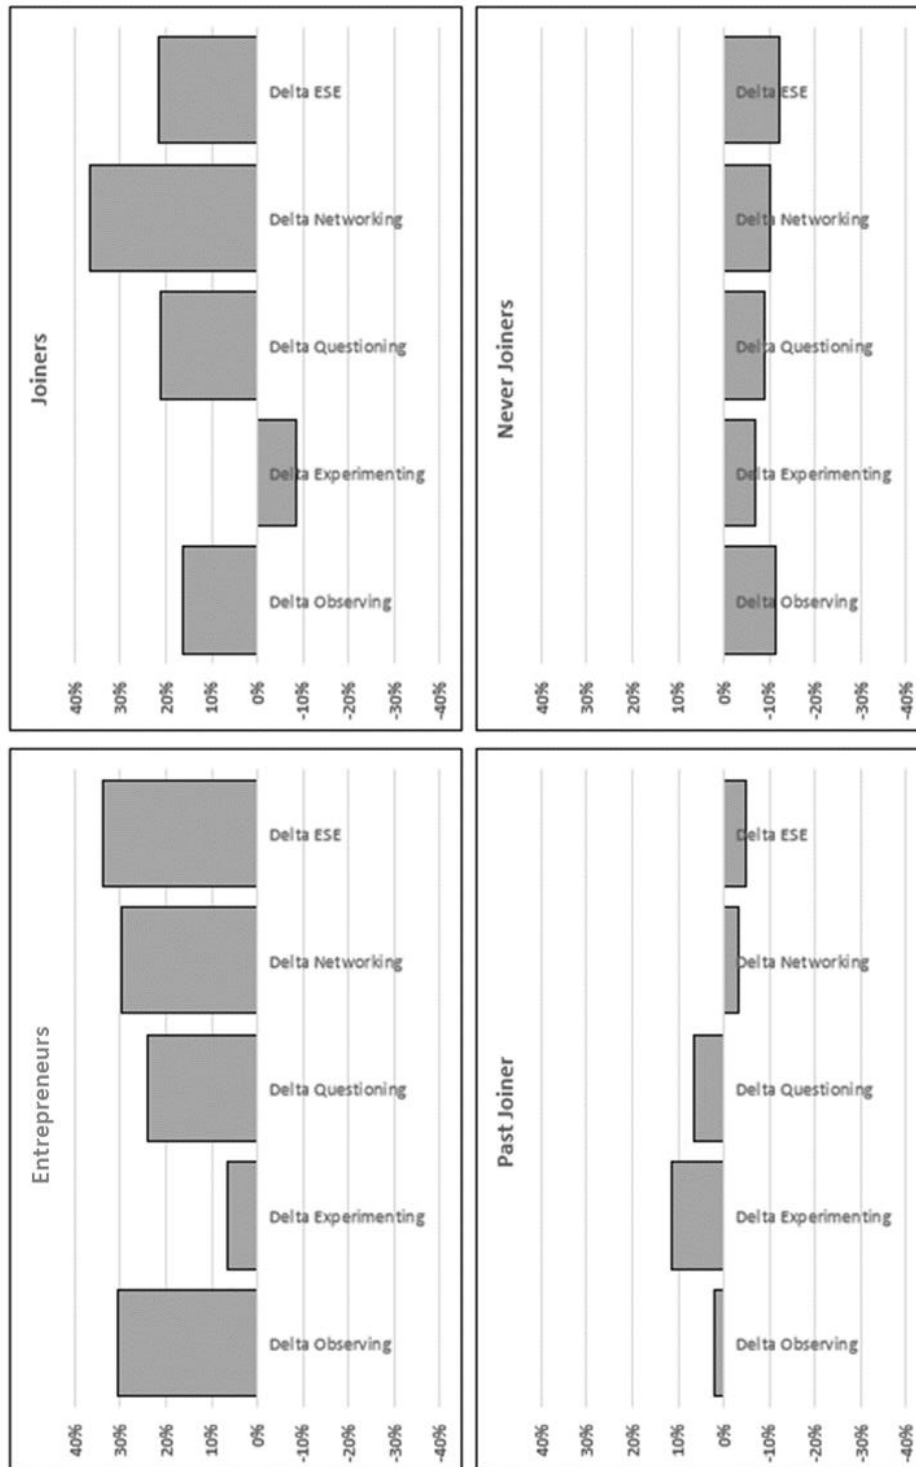 Entrepreneurs
40%
30%
20%
10%
0%
-10%
-20%
-30%
-40%
Delta Observing
Delta Experimenting
Delta Questioning
Delta Networking
Delta ESE
Joiners
40%
30%
20%
10%
0%
-10%
-20%
-30%
-40%
Delta Observing
Delta Experimenting
Delta Questioning
Delta Networking
Delta ESE
Past Joiner
40%
30%
20%
10%
0%
-10%
-20%
-30%
-40%
Delta Observing
Delta Experimenting
Delta Questioning
Delta Networking
Delta ESE
Never Joiners
40%
30%
20%
10%
0%
-10%
-20%
-30%
-40%
Delta Observing
Delta Experimenting
Delta Questioning
Delta Networking
Delta ESE